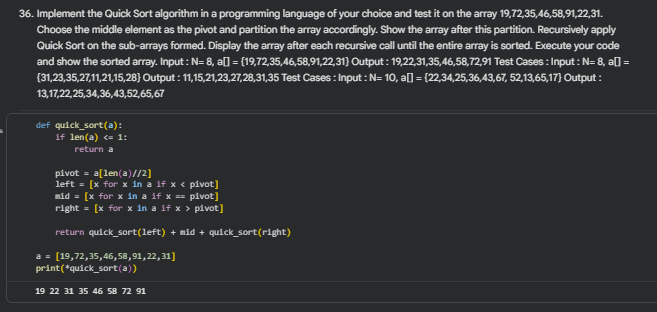 36. Implement the Quick Sort algorithm in a programming language of your choice and test it on the array 19,72,35,46,58,91,22,31.
Choose the middle element as the pivot and partition the array accordingly. Show the array after this partition. Recursively apply
Quick Sort on the sub-arrays formed. Display the array after each recursive call until the entire array is sorted. Execute your code
and show the sorted array. Input : N= 8, a[] = {19,72,35,46,58,91,22,31} Output : 19,22,31,35,46,58,72,91 Test Cases : Input : N= 8, a[] =
{31,23,35,27,11,21,15,28} Output : 11,15,21,23,27,28,31,35 Test Cases : Input : N= 10, a[] = {22,34,25,36,43,67, 52,13,65,17} Output :
13,17,22,25,34,36,43,52,65,67
def quick_sort(a):
    if len(a) <= 1:
        return a
    pivot = a[len(a)//2]
    left = [x for x in a if x < pivot]
    mid = [x for x in a if x == pivot]
    right = [x for x in a if x > pivot]
    return quick_sort(left) + mid + quick_sort(right)
a = [19,72,35,46,58,91,22,31]
print(*quick_sort(a))
19 22 31 35 46 58 72 91